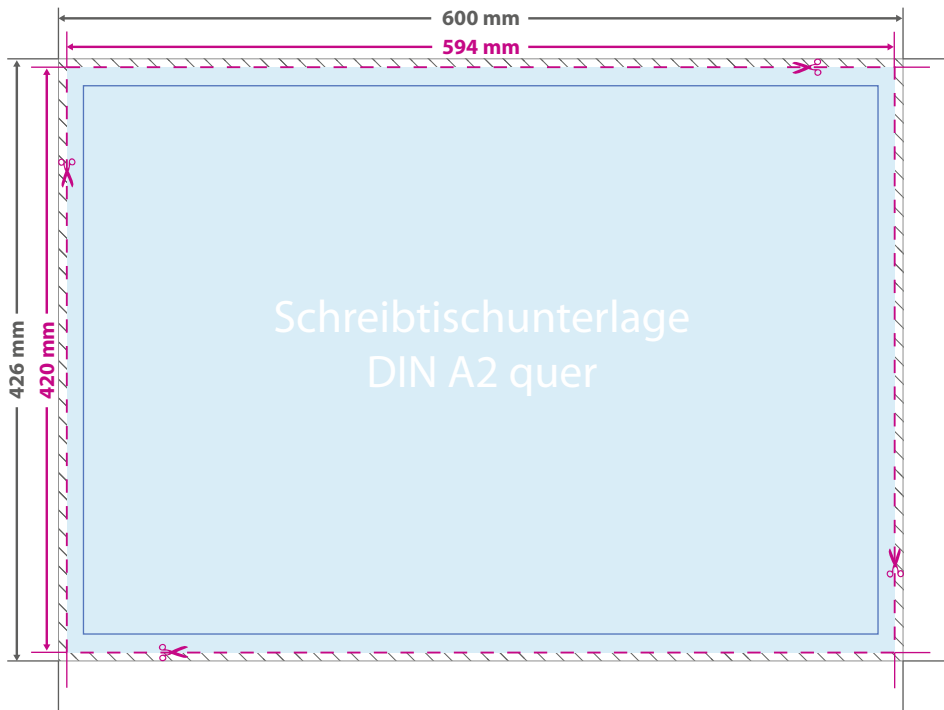 600 mm
594 mm
426 mm
420 mm
Schreibtischunterlage
DIN A2 quer